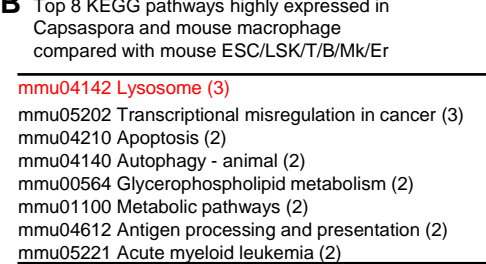 B Top 8 KEGG pathways highly expressed in
Capsaspora and mouse macrophage
compared with mouse ESC/LSK/T/B/Mk/Er
mmu04142 Lysosome (3)
mmu05202 Transcriptional misregulation in cancer (3)
mmu04210 Apoptosis (2)
mmu04140 Autophagy - animal (2)
mmu00564 Glycerophospholipid metabolism (2)
mmu01100 Metabolic pathways (2)
mmu04612 Antigen processing and presentation (2)
mmu05221 Acute myeloid leukemia (2)